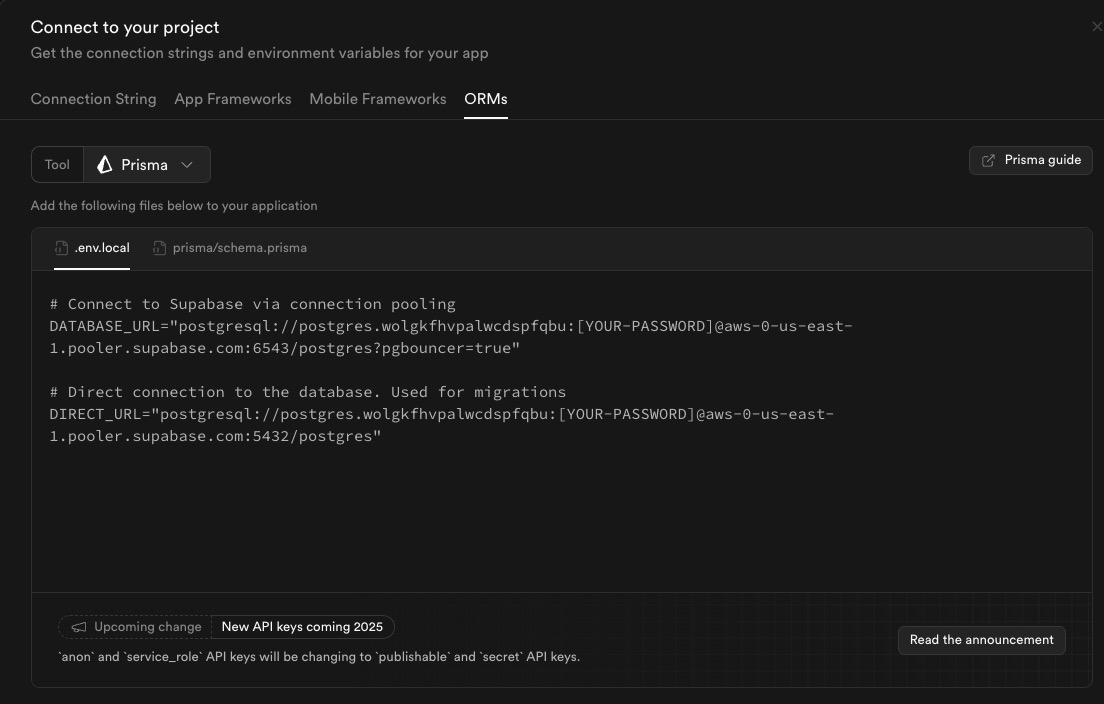 Connect to your project
Get the connection strings and environment variables for your app
Connection String App Frameworks Mobile Frameworks ORMs
Tool Prisma Prisma guide
Add the following files below to your application
.env.local prisma/schema.prisma
# Connect to Supabase via connection pooling
DATABASE_URL="postgresql://postgres.wolgkfhvpalwcdspfqbu:[YOUR-PASSWORD]@aws-0-us-east-
1.pooler.supabase.com:6543/postgres?pgbouncer=true"
# Direct connection to the database. Used for migrations
DIRECT_URL="postgresql://postgres.wolgkfhvpalwcdspfqbu:[YOUR-PASSWORD]@aws-0-us-east-
1.pooler.supabase.com:5432/postgres"
Upcoming change New API keys coming 2025
Read the announcement
`anon` and `service_role` API keys will be changing to `publishable` and `secret` API keys.